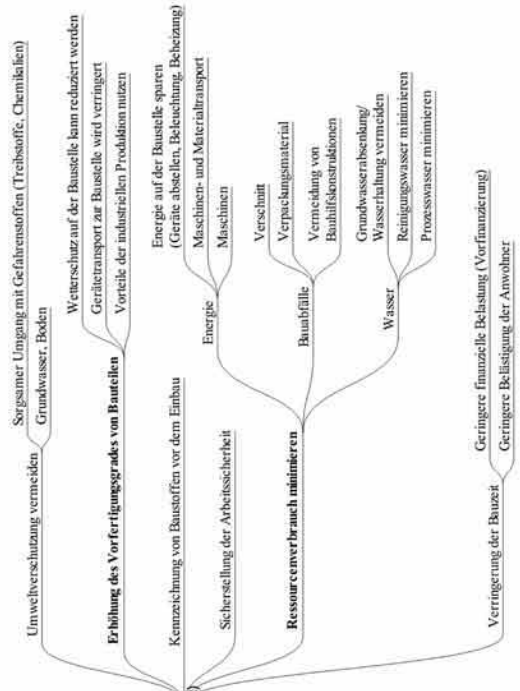 Umweltverschutzung vermeiden
Sorgsamer Umgang mit Gefahrenstoffen (Treibstoffe, Chemikalien)
Grundwasser, Boden
Erhöhung des Vorfertigungsgrades von Bauteilen
Wetterschutz auf der Baustelle kann reduziert werden
Gerätetransport zur Baustelle wird verringert
Vorteile der industriellen Produktion nutzen
Kennzeichnung von Baustoffen vor dem Einbau
Sicherstellung der Arbeitssicherheit
Ressourcenverbrauch minimieren
Energie
Energie auf der Baustelle sparen
(Geräte abstellen, Beleuchtung, Beheizung)
Maschinen- und Materialtransport
Maschinen
Bauabfälle
Verschnitt
Verpackungsmaterial
Vermeidung von
Bauhilfskonstruktionen
Wasser
Grundwasserabsenkung/
Wasserhaltung vermeiden
Reinigungswasser minimieren
Prozesswasser minimieren
Verringerung der Bauzeit
Geringere finanzielle Belastung (Vorfinanzierung)
Geringere Belästigung der Anwohner